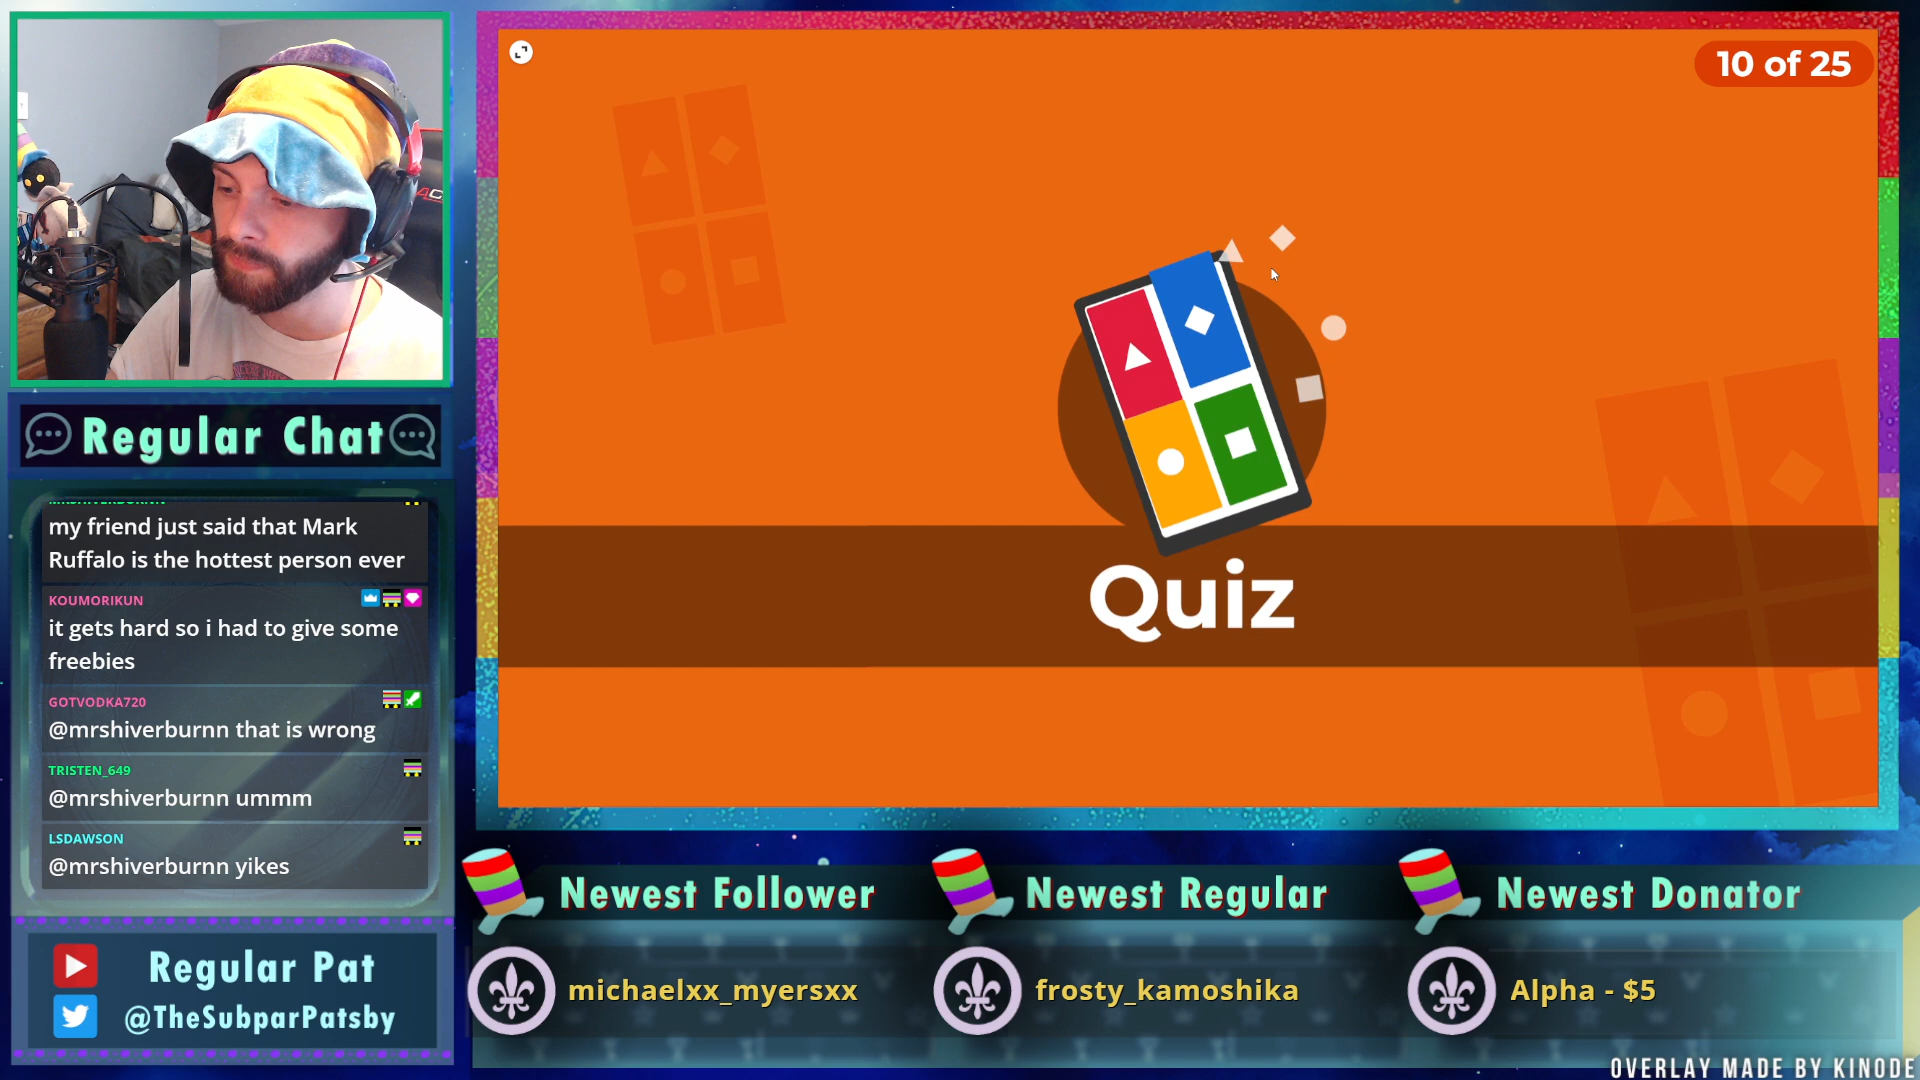 10 of 25
Quiz
Regular Chat
MRSHIVERBURNN
my friend just said that Mark
Ruffalo is the hottest person ever
KOUMORIKUN
it gets hard so i had to give some
freebies
GOTVODKA720
@mrshiverburnn that is wrong
TRISTEN_649
@mrshiverburnn ummm
LSDAWSON
@mrshiverburnn yikes
Regular Pat
@TheSubparPatsby
Newest Follower
michaelxx_myersxx
Newest Regular
frosty_kamoshika
Newest Donator
Alpha - $5
OVERLAY MADE BY KINODE